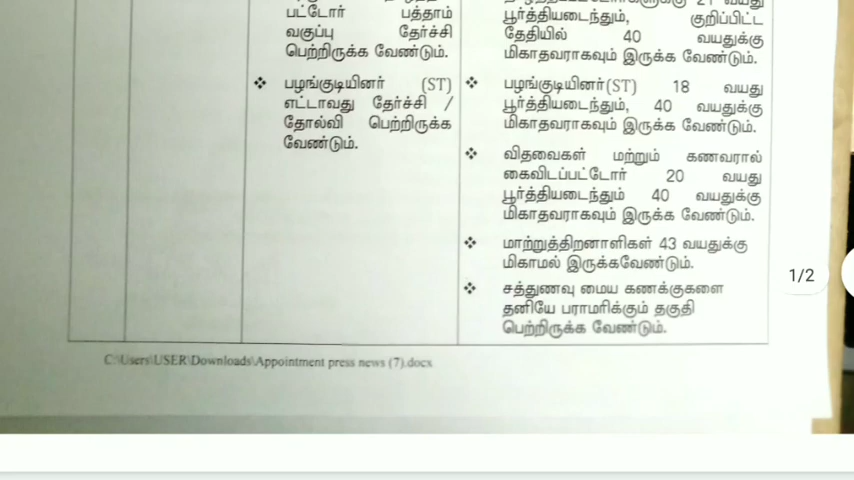 பட்டோர் பத்தாம்
வகுப்பு தேர்ச்சி
பெற்றிருக்க வேண்டும்.
❖ பழங்குடியினர் (ST)
எட்டாவது தேர்ச்சி /
தோல்வி பெற்றிருக்க
வேண்டும்.
21 வயது
பூர்த்தியடைந்தும், குறிப்பிட்ட
தேதியில் 40 வயதுக்கு
மிகாதவராகவும் இருக்க வேண்டும்.
❖ பழங்குடியினர்(ST) 18 வயது
பூர்த்தியடைந்தும், 40 வயதுக்கு
மிகாதவராகவும் இருக்க வேண்டும்.
❖ விதவைகள் மற்றும் கணவரால்
கைவிடப்பட்டோர் 20 வயது
பூர்த்தியடைந்தும் 40 வயதுக்கு
மிகாதவராகவும் இருக்க வேண்டும்.
❖ மாற்றுத்திறனாளிகள் 43 வயதுக்கு
மிகாமல் இருக்கவேண்டும்.
❖ சத்துணவு மைய கணக்குகளை
தனியே பராமரிக்கும் தகுதி
பெற்றிருக்க வேண்டும்.
1/2
C:\Users\USER\Downloads\Appointment press news (7).docx